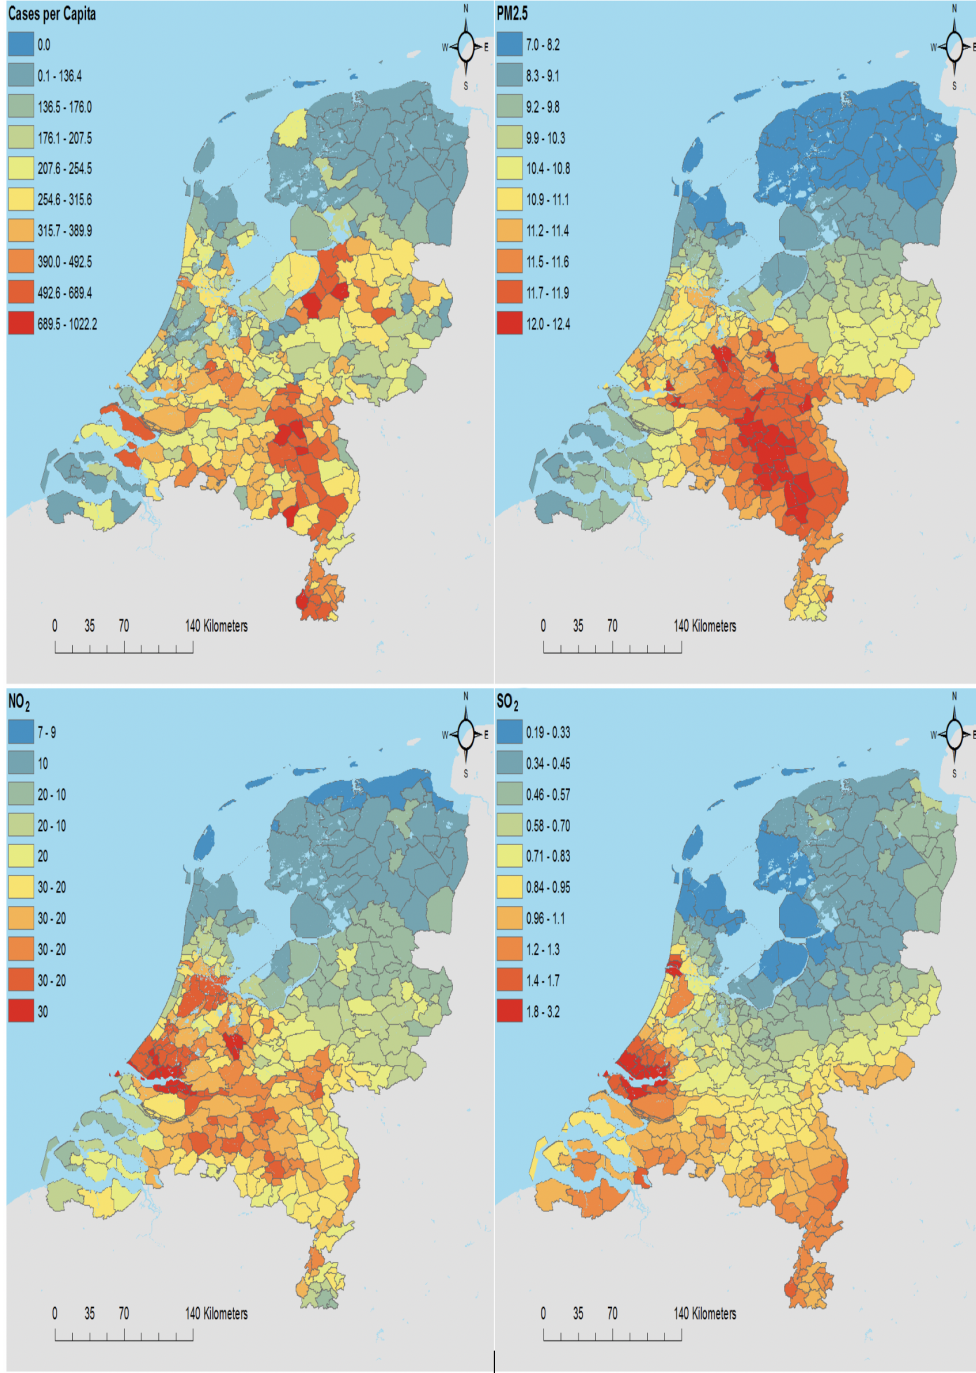 Cases per Capita
N
W E
S
0.0
0.1 - 136.4
136.5 - 176.0
176.1 - 207.5
207.6 - 254.5
254.6 - 315.6
315.7 - 389.9
390.0 - 492.5
492.6 - 689.4
689.5 - 1022.2
0 35 70 140 Kilometers
PM2.5
N
W E
S
7.0 - 8.2
8.3 - 9.1
9.2 - 9.8
9.9 - 10.3
10.4 - 10.8
10.9 - 11.1
11.2 - 11.4
11.5 - 11.6
11.7 - 11.9
12.0 - 12.4
0 35 70 140 Kilometers
NO₂
N
W E
S
7 - 9
10
20 - 10
20 - 10
20
30 - 20
30 - 20
30 - 20
30 - 20
30
0 35 70 140 Kilometers
SO₂
N
W E
S
0.19 - 0.33
0.34 - 0.45
0.46 - 0.57
0.58 - 0.70
0.71 - 0.83
0.84 - 0.95
0.96 - 1.1
1.2 - 1.3
1.4 - 1.7
1.8 - 3.2
0 35 70 140 Kilometers